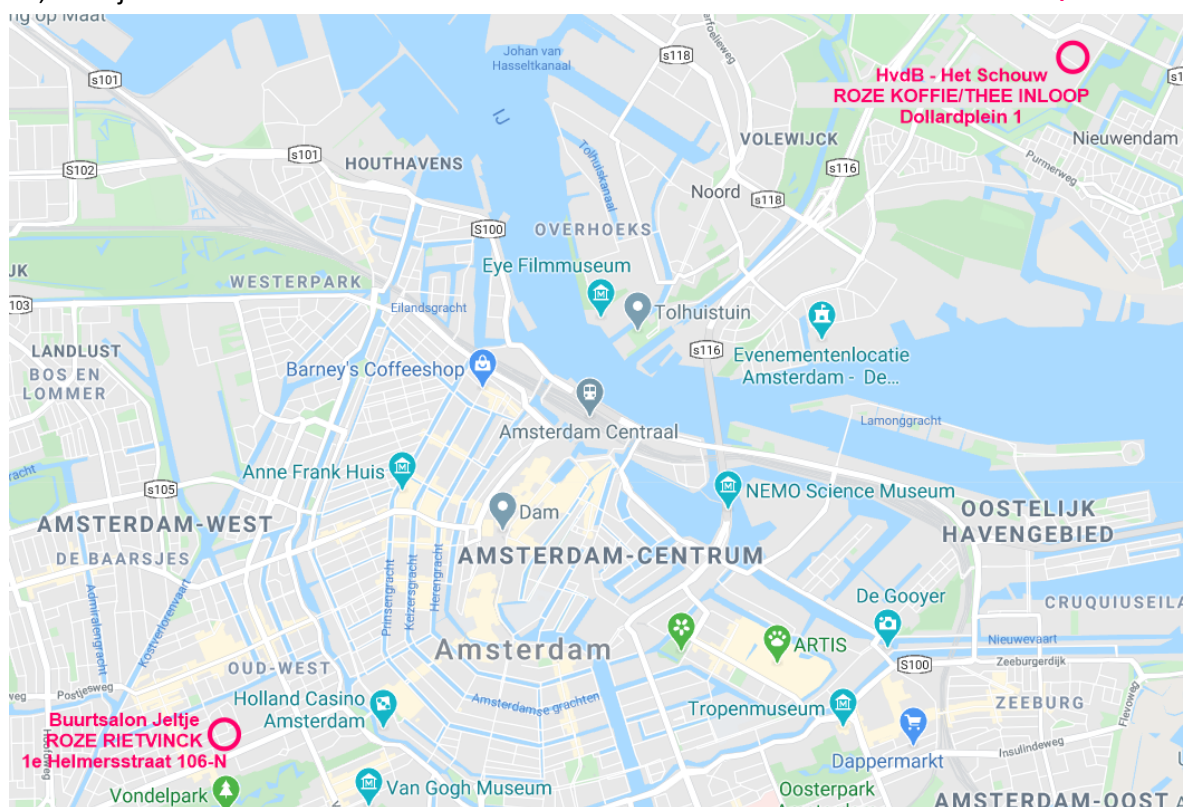 s101
Johan van
Hasseltkanaal
s118
HvdB - Het Schouw
ROZE KOFFIE/THEE INLOOP
Dollardplein 1
IJ
s101
HOUTHAVENS
S102
Tolhuiskanaal
VOLEWIJCK
Nieuwendam
Purmerweg
s116
Noord
s118
S100
OVERHOEKS
WESTERPARK
Eye Filmmuseum
Eilandsgracht
Tolhuistuin
LANDLUST
BOS EN
LOMMER
Barney's Coffeeshop
s116
Evenementenlocatie
Amsterdam - De...
Amsterdam Centraal
Lamonggracht
Anne Frank Huis
s105
NEMO Science Museum
Dam
OOSTELIJK
HAVENGEBIED
AMSTERDAM-WEST
DE BAARSJES
AMSTERDAM-CENTRUM
Prinsengracht
Keizersgracht
Herengracht
Admiralengracht
Kostverlorenvaart
De Gooyer
CRUQUIUSEILA
Amsterdam
ARTIS
Nieuwevaart
S100
Zeeburgerdijk
OUD-WEST
Postjesweg
Holland Casino
Amsterdam
Amsterdamse grachten
Tropenmuseum
ZEEBURG
Flevoweg
Buurtsalon Jeltje
ROZE RIETVINCK
1e Helmersstraat 106-N
Insulindeweg
Dappermarkt
Vondelpark
Van Gogh Museum
Oosterpark
AMSTERDAM-OOST